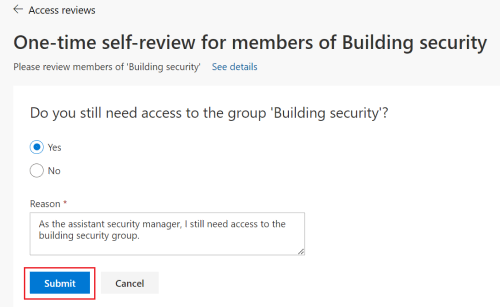 Access reviews
One-time self-review for members of Building security
Please review members of 'Building security' See details
Do you still need access to the group 'Building security'?
Yes
No
Reason *
As the assistant security manager, I still need access to the
building security group.
Submit Cancel